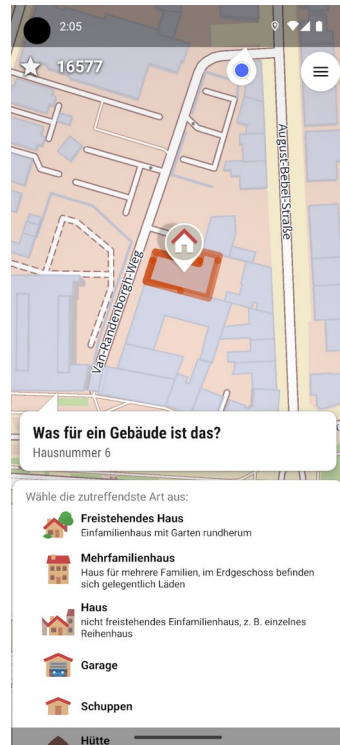 2:05
16577
August-Bebel-Straße
Van-Randenborgh-Weg
Was für ein Gebäude ist das?
Hausnummer 6
Wähle die zutreffendste Art aus:
Freistehendes Haus
Einfamilienhaus mit Garten rundherum
Mehrfamilienhaus
Haus für mehrere Familien, im Erdgeschoss befinden
sich gelegentlich Läden
Haus
nicht freistehendes Einfamilienhaus, z. B. einzelnes
Reihenhaus
Garage
Schuppen
Hütte